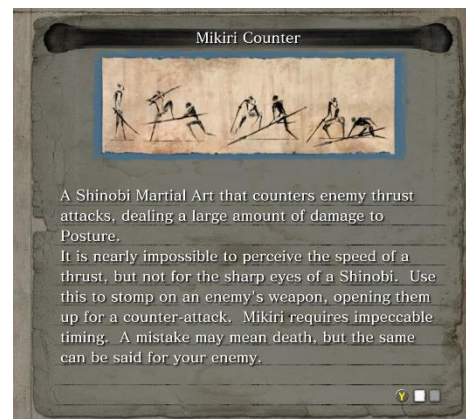 Mikiri Counter
A Shinobi Martial Art that counters enemy thrust
attacks, dealing a large amount of damage to
Posture.
It is nearly impossible to perceive the speed of a
thrust, but not for the sharp eyes of a Shinobi. Use
this to stomp on an enemy's weapon, opening them
up for a counter-attack. Mikiri requires impeccable
timing. A mistake may mean death, but the same
can be said for your enemy.
Y